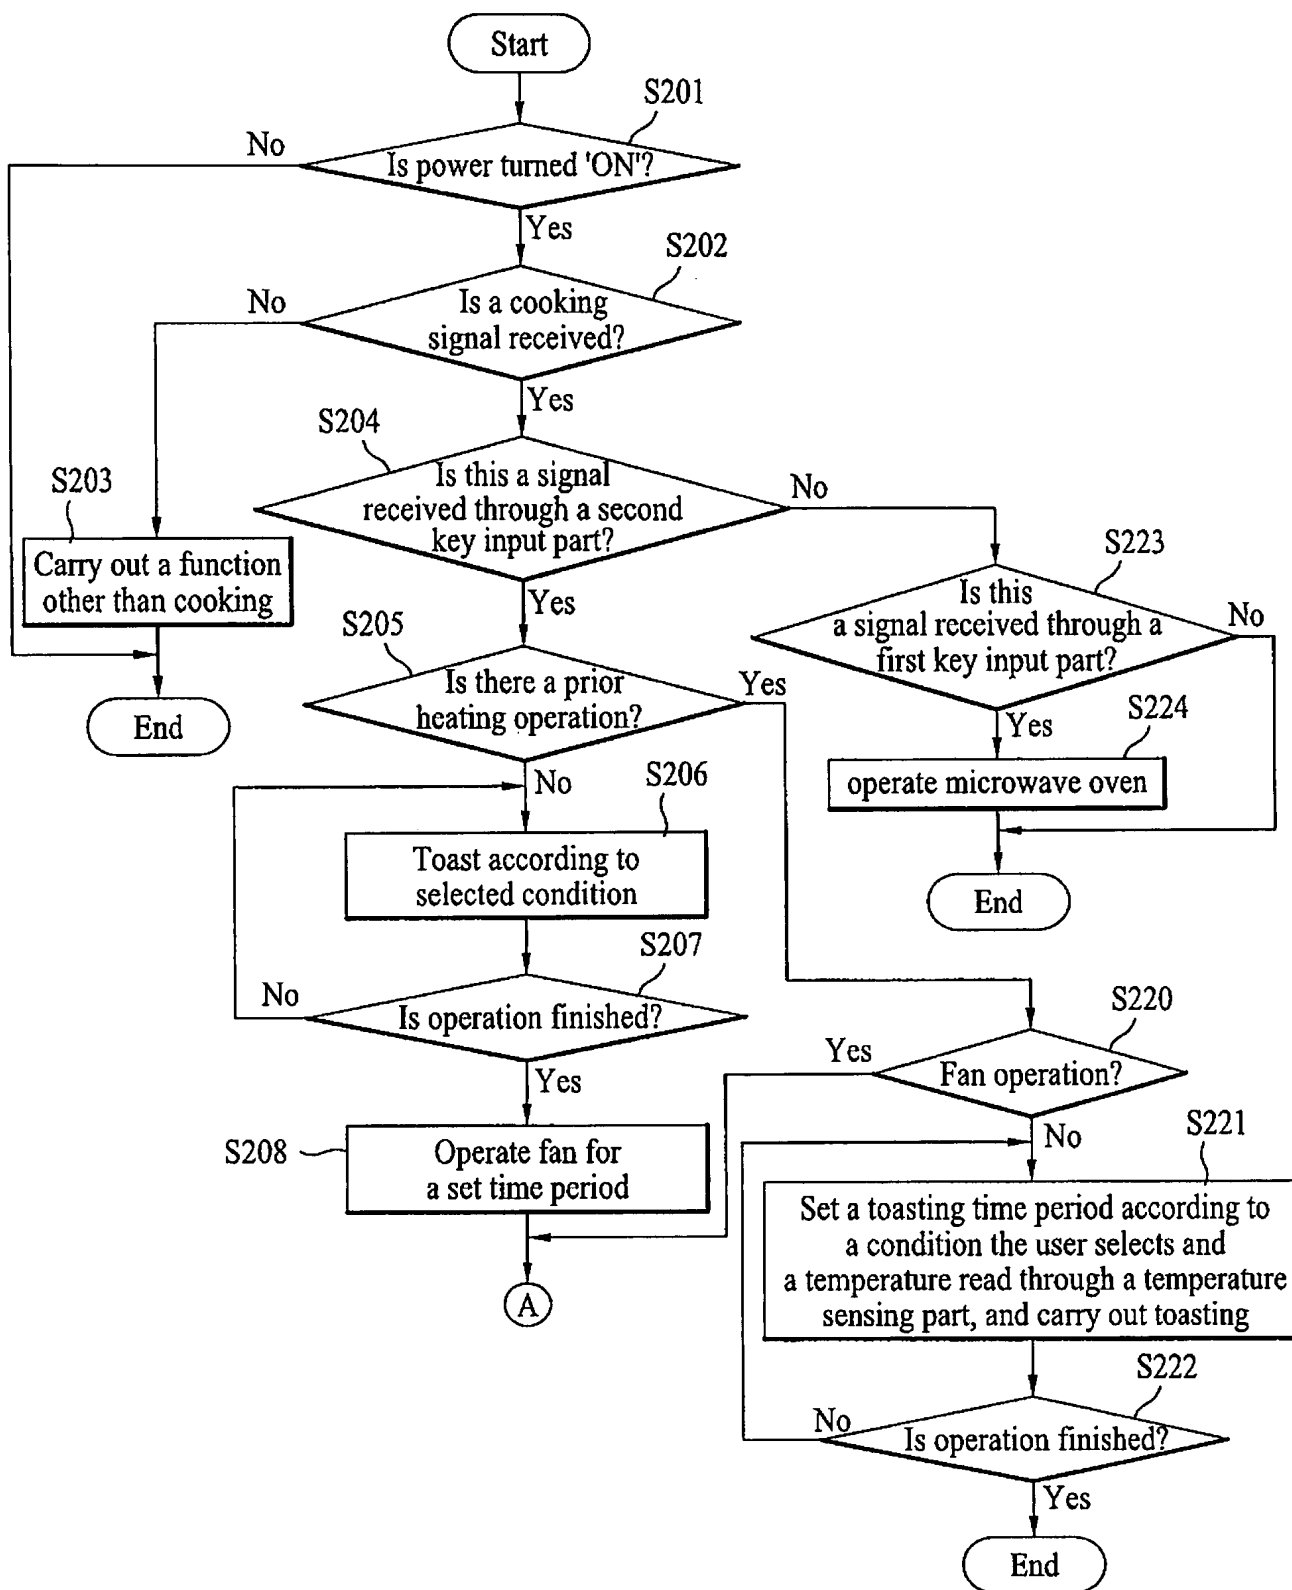 Start
S201
No
Is power turned 'ON'?
Yes
S202
No
Is a cooking
signal received?
Yes
S204
S203
Is this a signal
received through a second
key input part?
No
Carry out a function
other than cooking
Yes
S223
Is this
a signal received through a
first key input part?
No
S205
Is there a prior
heating operation?
Yes
End
Yes
S224
No
S206
operate microwave oven
Toast according to
selected condition
End
S207
No
Is operation finished?
S220
Yes
Fan operation?
Yes
No
S221
S208
Operate fan for
a set time period
Set a toasting time period according to
a condition the user selects and
a temperature read through a temperature
sensing part, and carry out toasting
A
S222
No
Is operation finished?
Yes
End